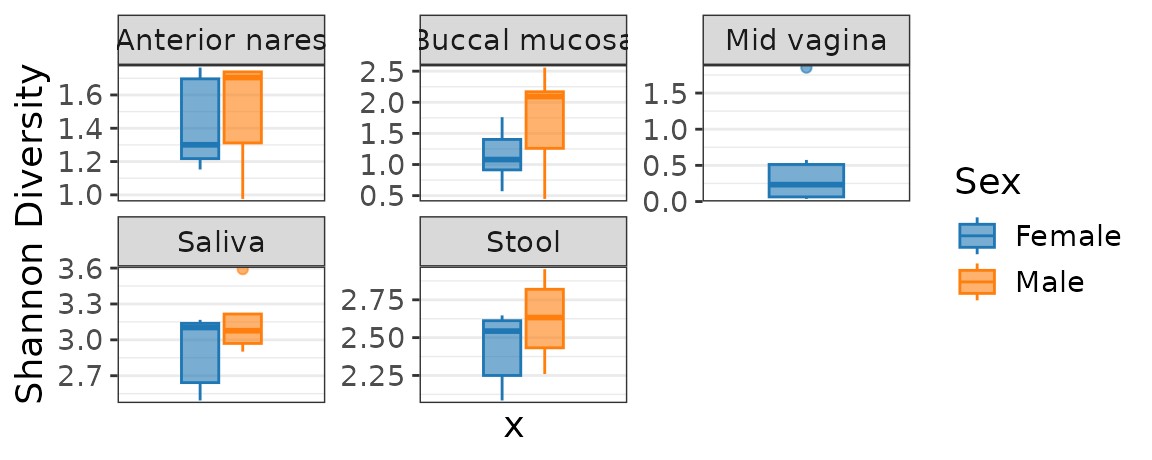 Anterior nares
Buccal mucosa
Mid vagina
1.6
1.4
1.2
1.0
2.5
2.0
1.5
1.0
0.5
1.5
1.0
0.5
0.0
Saliva
Stool
3.6
3.3
3.0
2.7
2.75
2.50
2.25
Shannon Diversity
x
Sex
Female
Male